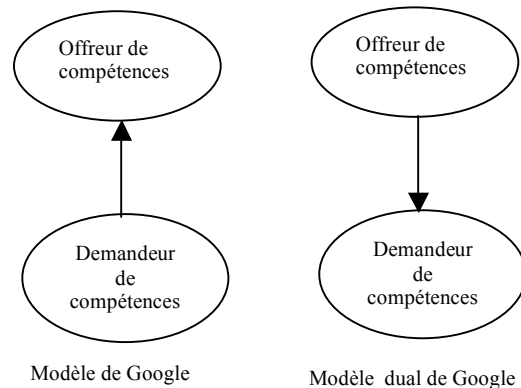 Offreur de
compétences
Offreur de
compétences
Demandeur
de
compétences
Demandeur
de
compétences
Modèle de Google
Modèle dual de Google